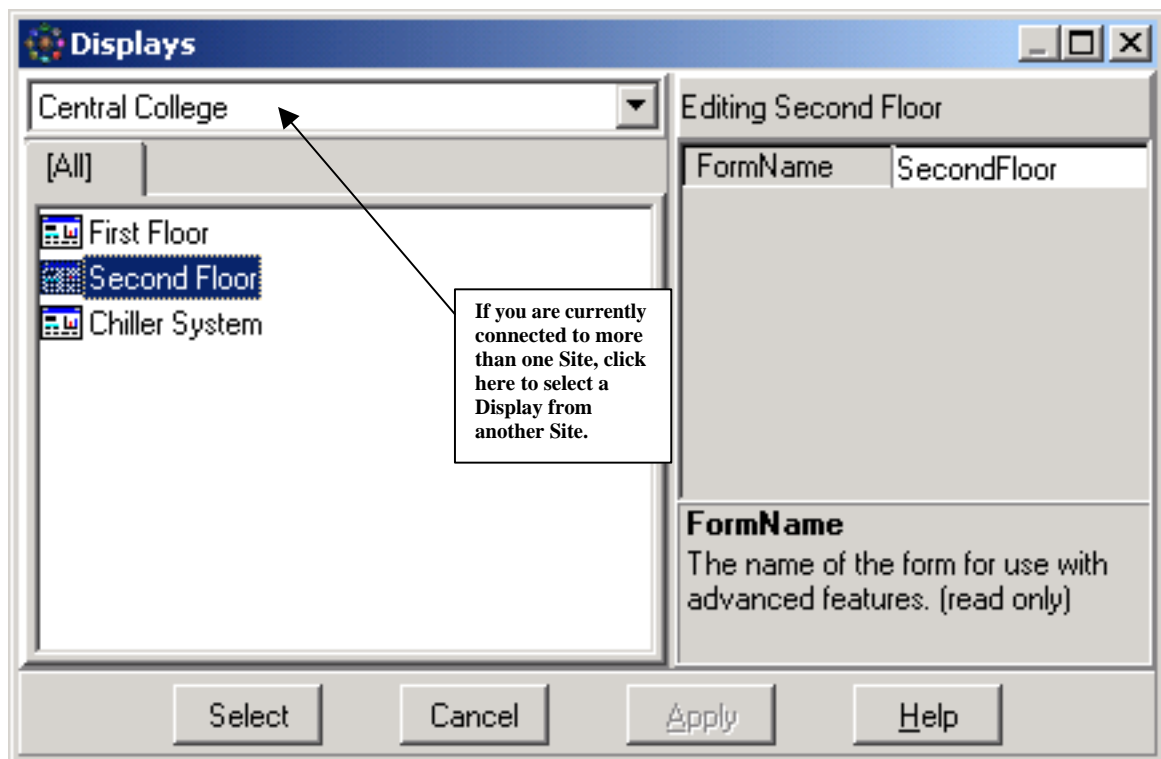 Displays
Central College
[All]
First Floor
Second Floor
Chiller System
If you are currently
connected to more
than one Site, click
here to select a
Display from
another Site.
Editing Second Floor
FormName SecondFloor
FormName
The name of the form for use with
advanced features. (read only)
Select Cancel Apply Help